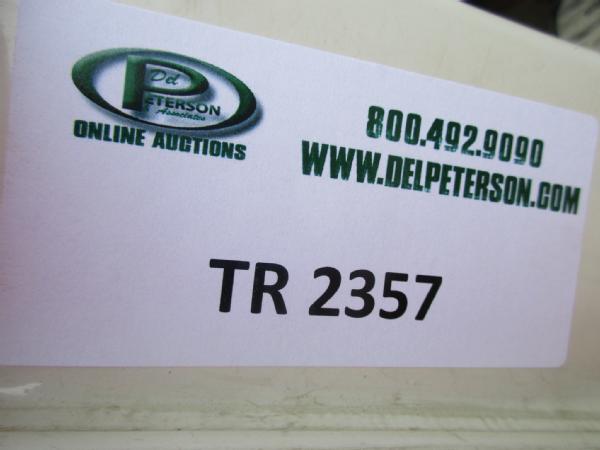 Del
PETERSON
& Associates
ONLINE AUCTIONS
800.492.9090
WWW.DELPETERSON.COM
TR 2357